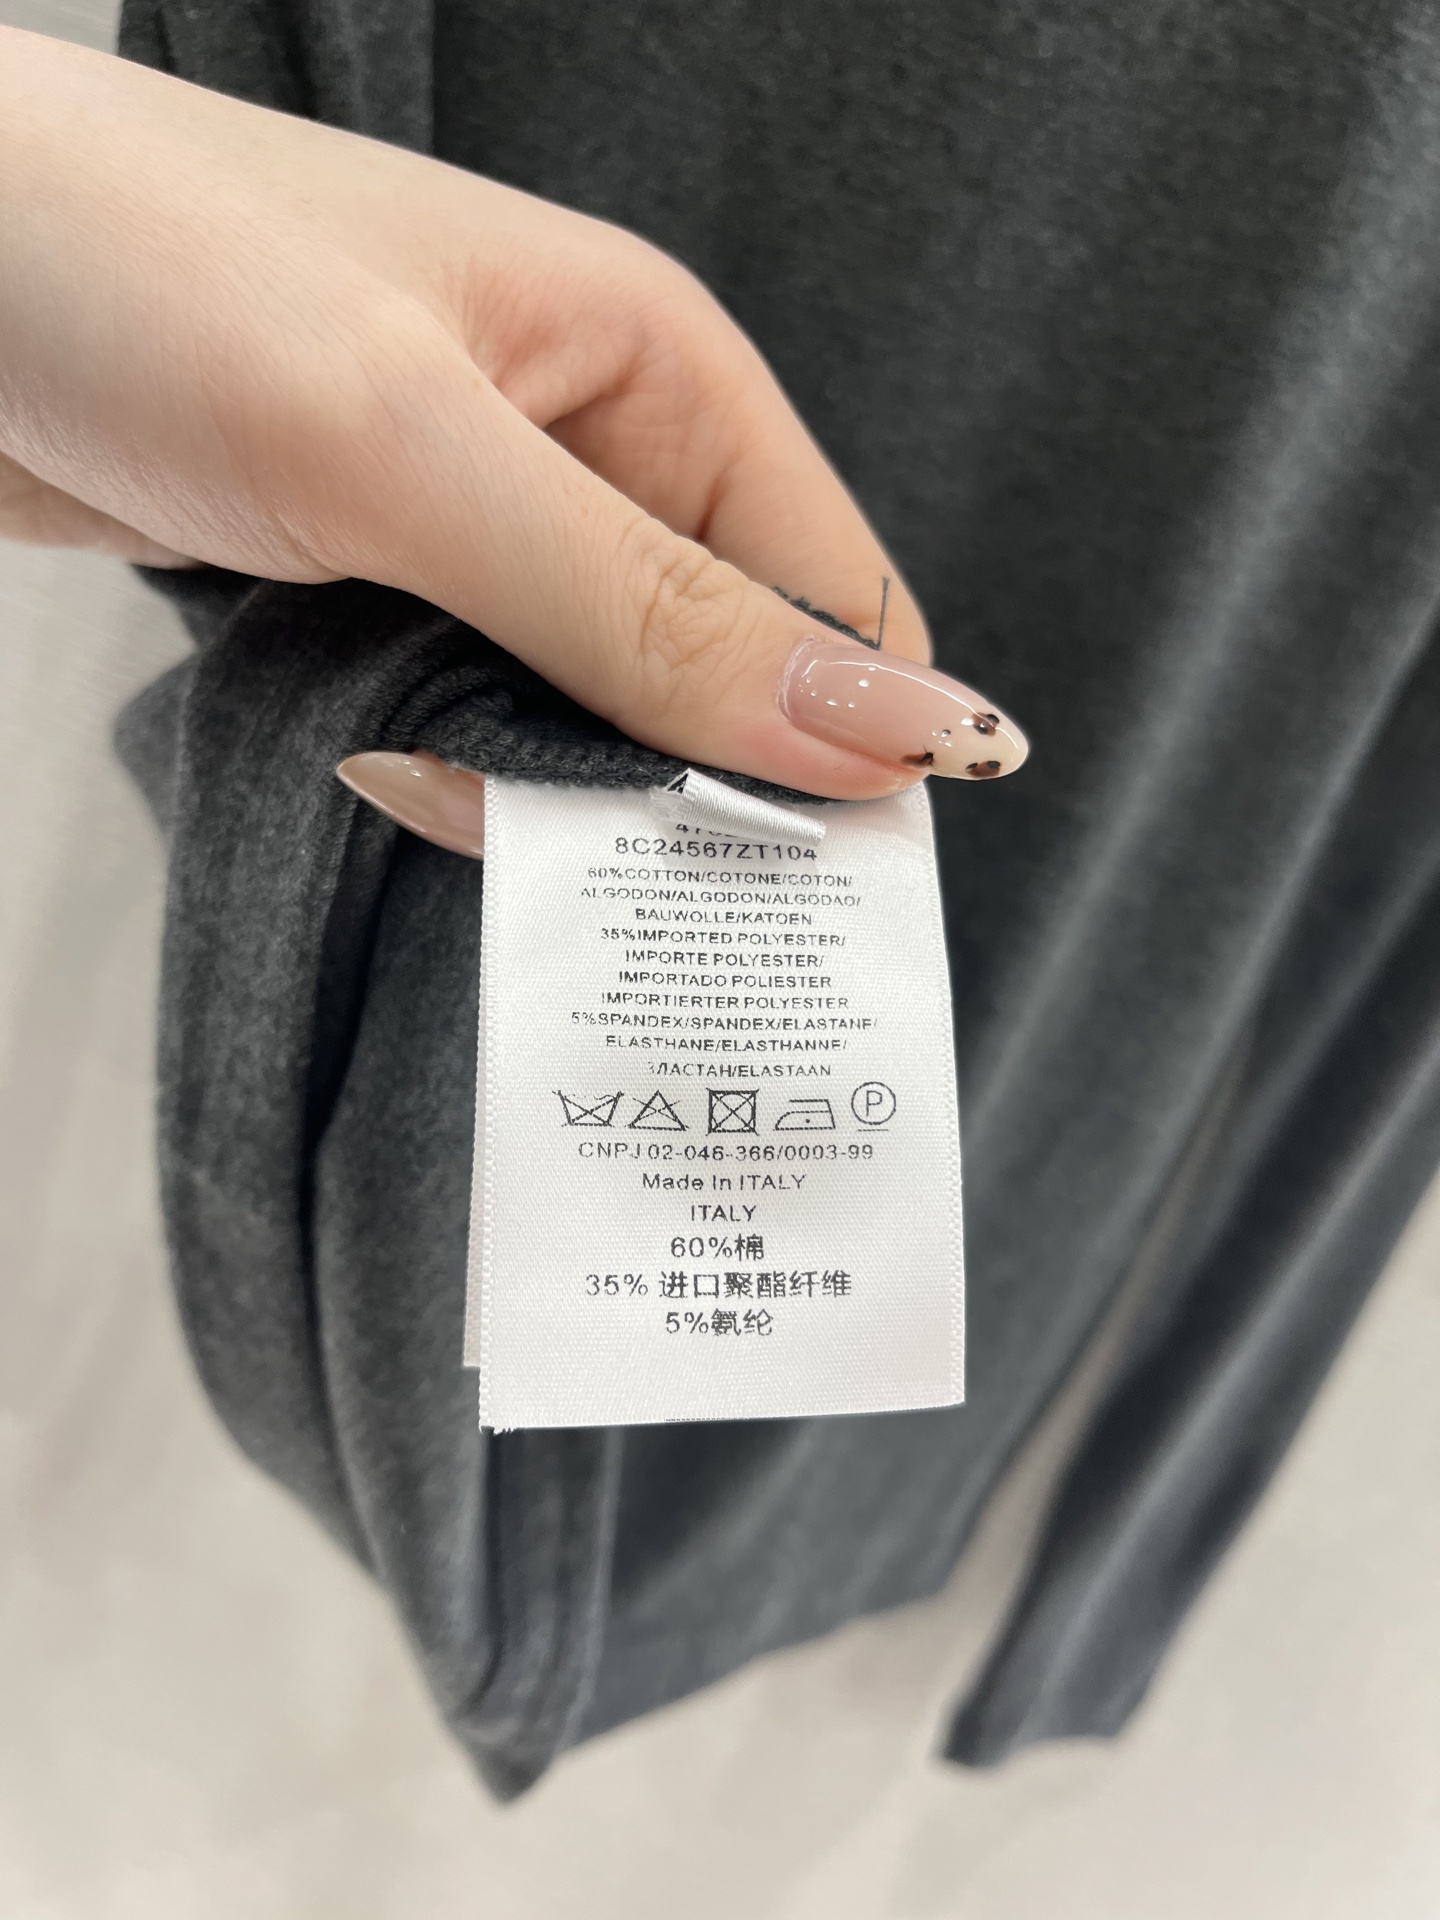 8C24567ZT104
60%COTTON/COTONE/COTON/
ALGODON/ALGODON/ALGODAO/
BAUWOLLE/KATOEN
35%IMPORTED POLYESTER/
IMPORTE POLYESTER/
IMPORTADO POLIESTER
IMPORTIERTER POLYESTER
5%SPANDEX/SPANDEX/ELASTANE/
ELASTHANE/ELASTHANNE/
ЭЛАСТАН/ELASTAAN
P
CNPJ 02-046-366/0003-99
Made In ITALY
ITALY
60%棉
35% 进口聚酯纤维
5%氨纶